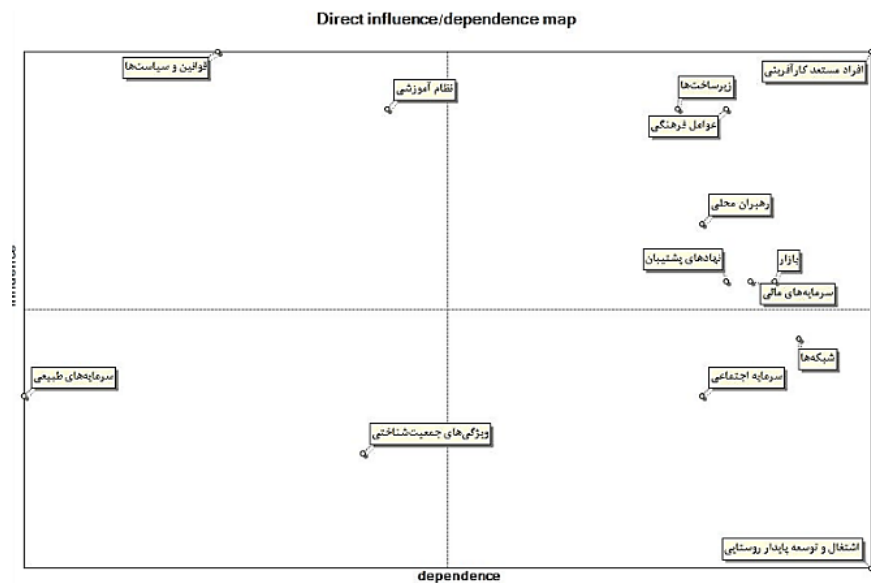 Direct influence/dependence map
قوانین و سیاست‌ها
نظام آموزشی
زیرساخت‌ها
افراد مستعد کارآفرینی
عوامل فرهنگی
رهبران محلی
نهادهای پشتیبان
بازار
سرمایه‌های مالی
influence
شبکه‌ها
سرمایه‌های طبیعی
سرمایه اجتماعی
ویژگی‌های جمعیت‌شناختی
اشتغال و توسعه پایدار روستایی
dependence